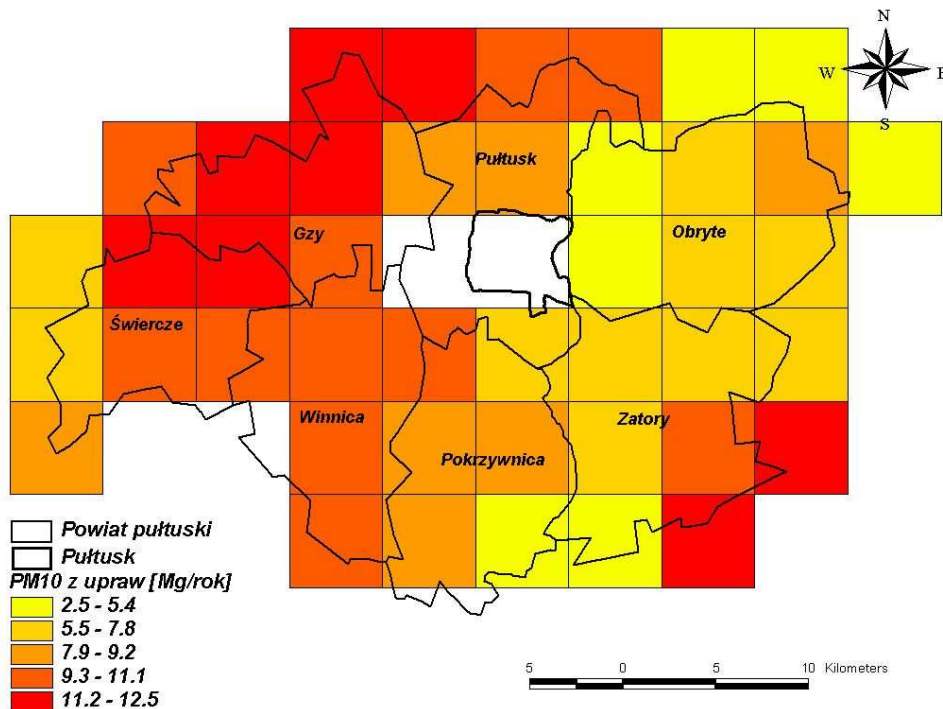 N
W
E
S
Pułtusk
Gzy
Obryte
Świercze
Winnica
Zatory
Pokrzywnica
Powiat pułtuski
Pułtusk
PM10 z upraw [Mg/rok]
2.5 - 5.4
5.5 - 7.8
7.9 - 9.2
9.3 - 11.1
11.2 - 12.5
5 0 5 10 Kilometers